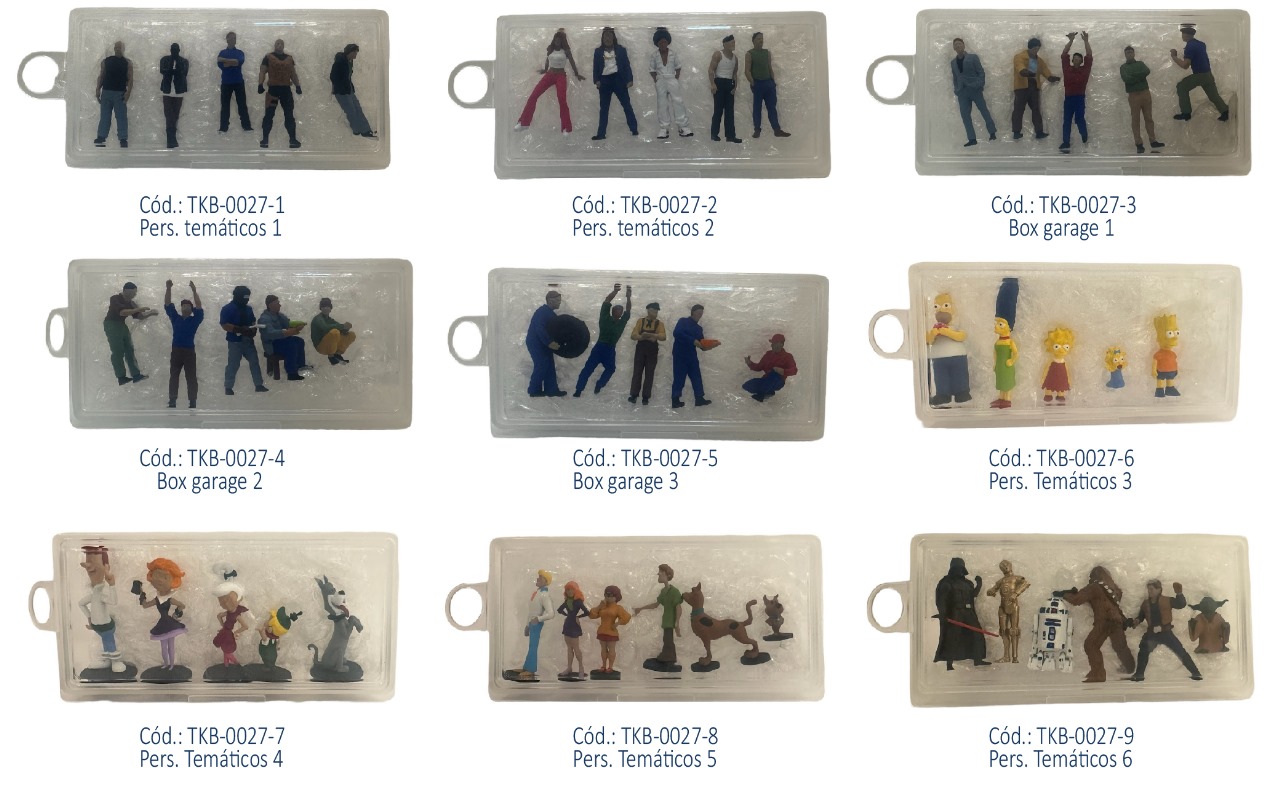 Cód.: TKB-0027-1
Pers. temáticos 1
Cód.: TKB-0027-2
Pers. temáticos 2
Cód.: TKB-0027-3
Box garage 1
Cód.: TKB-0027-4
Box garage 2
Cód.: TKB-0027-5
Box garage 3
Cód.: TKB-0027-6
Pers. Temáticos 3
Cód.: TKB-0027-7
Pers. Temáticos 4
Cód.: TKB-0027-8
Pers. Temáticos 5
Cód.: TKB-0027-9
Pers. Temáticos 6